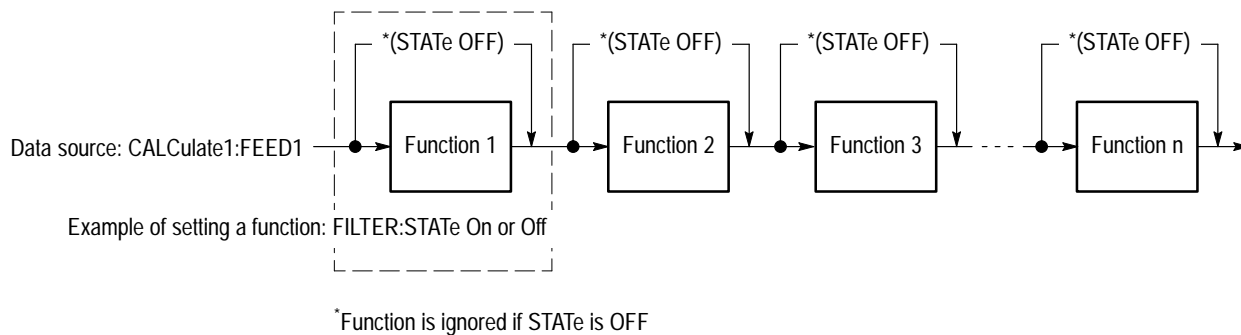 *(STATe OFF) *(STATe OFF) *(STATe OFF) *(STATe OFF)
Data source: CALCulate1:FEED1 Function 1 Function 2 Function 3 Function n
Example of setting a function: FILTER:STATe On or Off
*Function is ignored if STATe is OFF